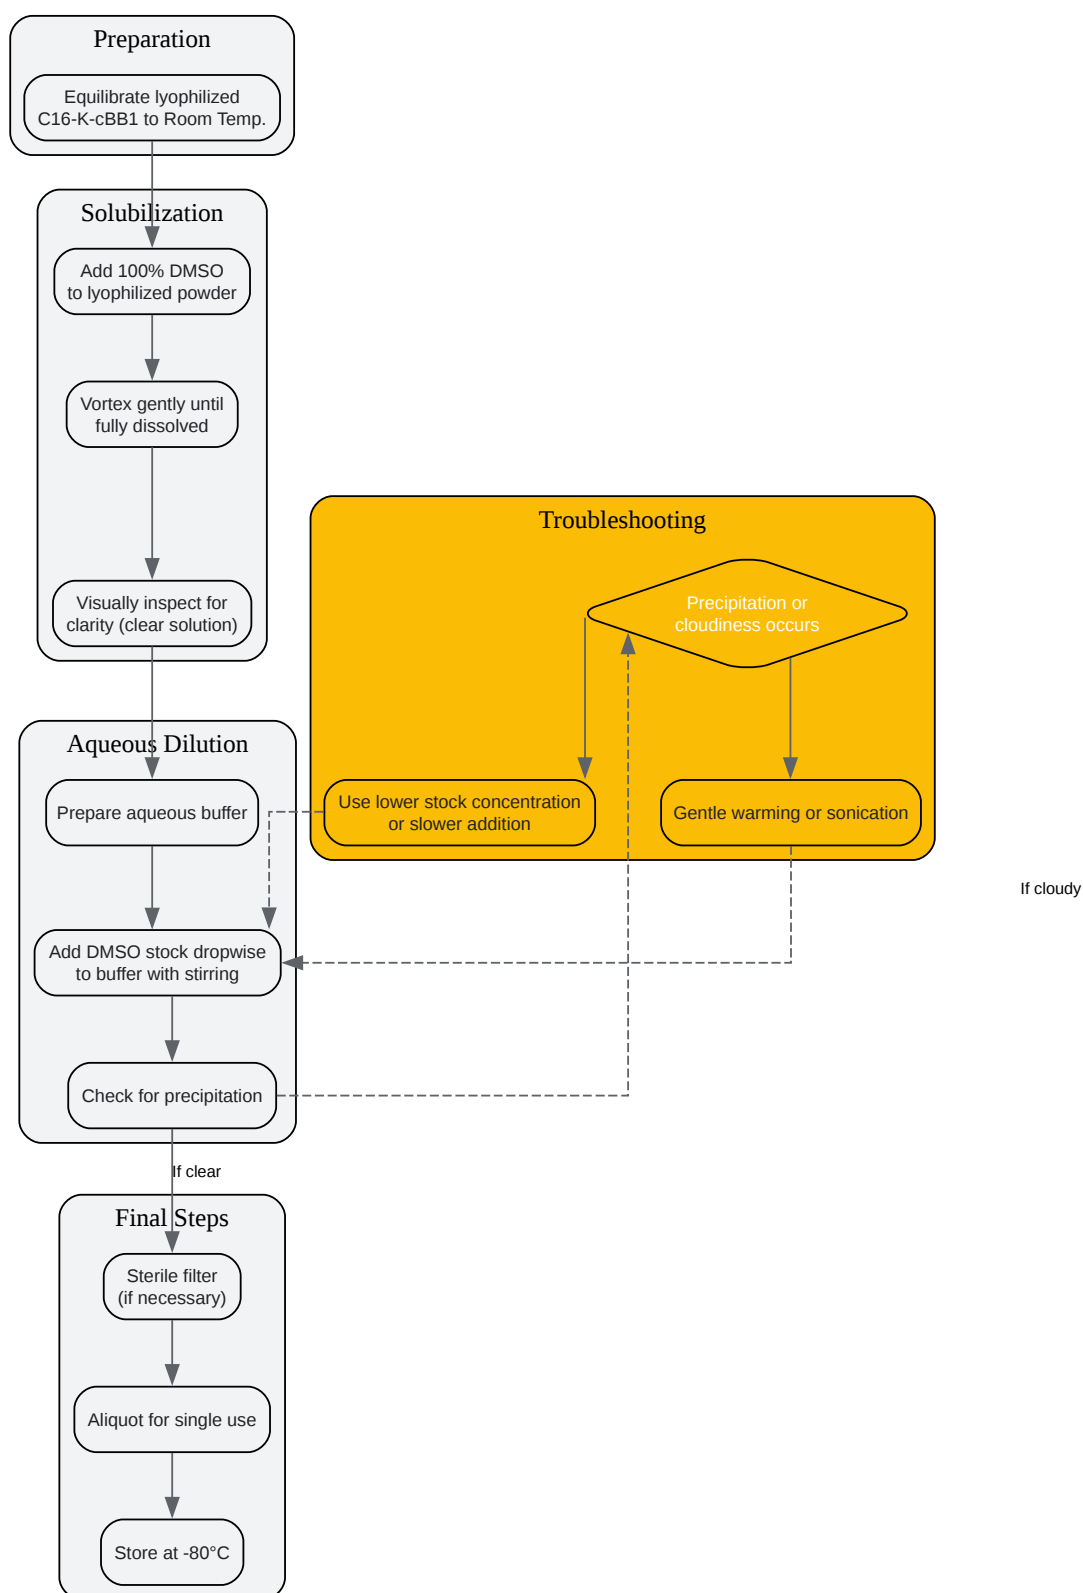 Preparation
Equilibrate lyophilized
C16-K-cBB1 to Room Temp.
Solubilization
Add 100% DMSO
to lyophilized powder
Vortex gently until
fully dissolved
Visually inspect for
clarity (clear solution)
Troubleshooting
Precipitation or
cloudiness occurs
Use lower stock concentration
or slower addition
Gentle warming or sonication
If cloudy
Aqueous Dilution
Prepare aqueous buffer
Add DMSO stock dropwise
to buffer with stirring
Check for precipitation
If clear
Final Steps
Sterile filter
(if necessary)
Aliquot for single use
Store at -80°C